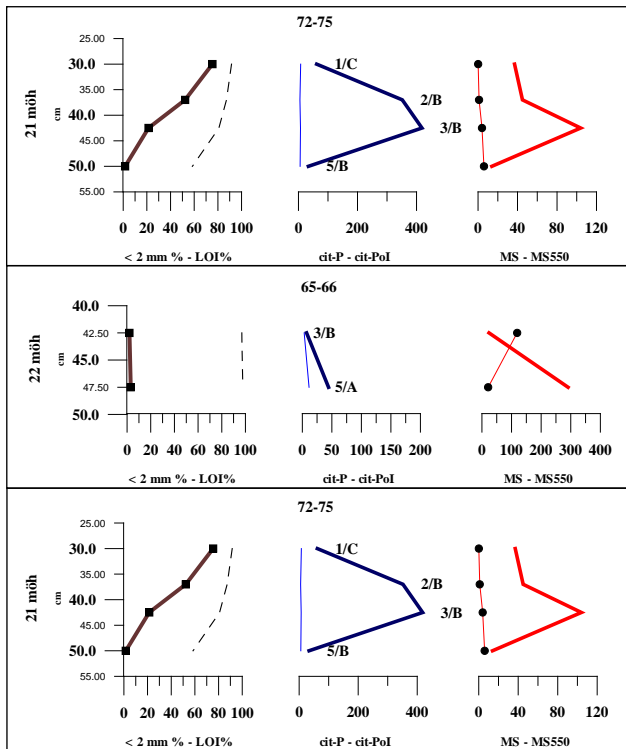 72-75
25.00
30.0
35.00
40.0
45.00
50.0
55.00
21 möh
cm
1/C
2/B
3/B
5/B
0 20 40 60 80 100
0 200 400
0 40 80 120
< 2 mm % - LOI%
cit-P - cit-PoI
MS - MS550
65-66
40.0
42.50
45.0
47.50
50.0
22 möh
cm
3/B
5/A
0 20 40 60 80 100
0 50 100 150 200
0 100 200 300 400
< 2 mm % - LOI%
cit-P - cit-PoI
MS - MS550
72-75
25.00
30.0
35.00
40.0
45.00
50.0
55.00
21 möh
cm
1/C
2/B
3/B
5/B
0 20 40 60 80 100
0 200 400
0 40 80 120
< 2 mm % - LOI%
cit-P - cit-PoI
MS - MS550